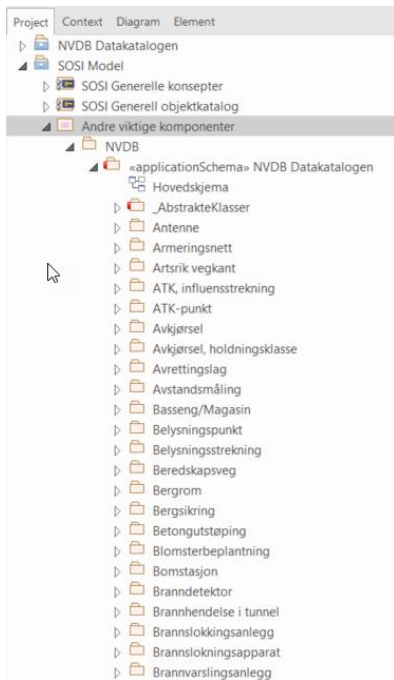 Project Context Diagram Element
NVDB Datakatalogen
SOSI Model
SOSI Generelle konsepter
SOSI Generell objektkatalog
Andre viktige komponenter
NVDB
«applicationSchema» NVDB Datakatalogen
Hovedskjema
_AbstrakteKlasser
Antenne
Armeringsnett
Artsrik vegkant
ATK, influensstrekning
ATK-punkt
Avkjørsel
Avkjørsel, holdningsklasse
Avrettingslag
Avstandsmåling
Basseng/Magasin
Belysningspunkt
Belysningsstrekning
Beredskapsveg
Bergrom
Bergsikring
Betongutstøping
Blomsterbeplantning
Bomstasjon
Branndetektor
Brannhendelse i tunnel
Brannslokkingsanlegg
Brannslokningsapparat
Brannvarslingsanlegg